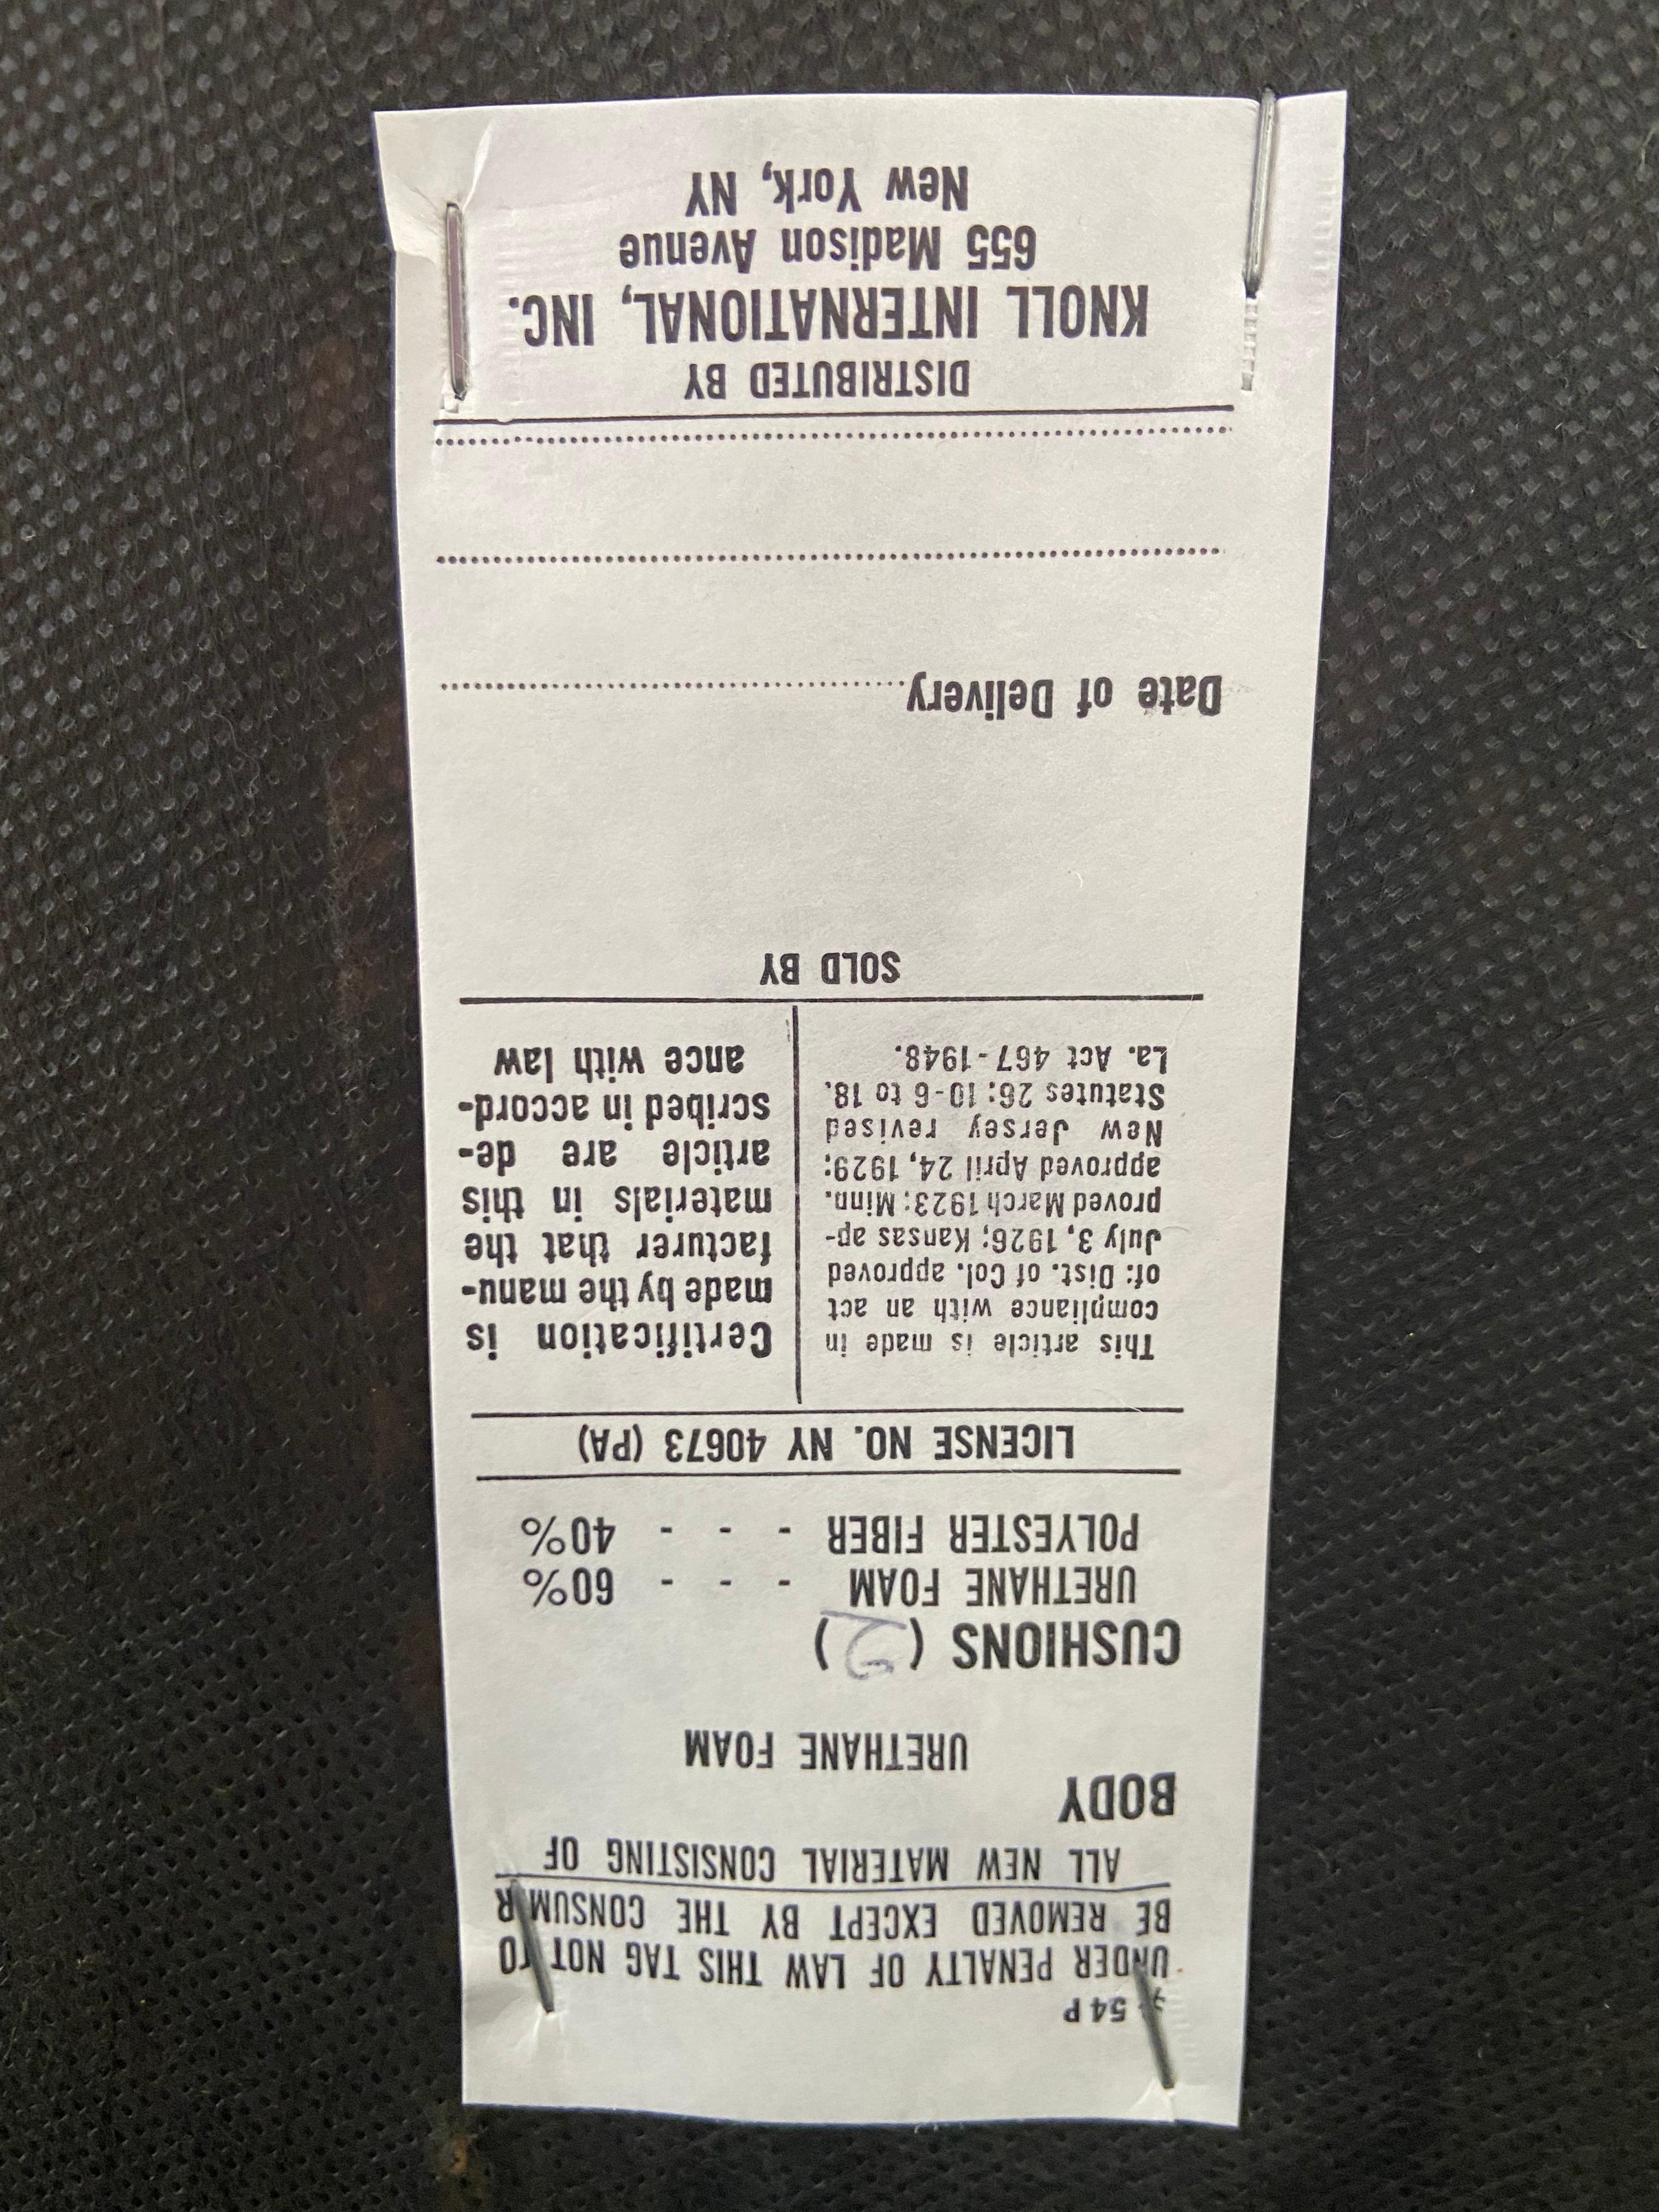 54 P
UNDER PENALTY OF LAW THIS TAG NOT TO
BE REMOVED EXCEPT BY THE CONSUMER
ALL NEW MATERIAL CONSISTING OF
BODY
URETHANE FOAM
CUSHIONS (2)
URETHANE FOAM - - - 60%
POLYESTER FIBER - - - 40%
LICENSE NO. NY 40673 (PA)
This article is made in
compliance with an act
of: Dist. of Col. approved
July 3, 1926; Kansas ap-
proved March 1923; Minn.
approved April 24, 1929;
New Jersey revised
Statutes 26:10-6 to 18.
La. Act 467-1948.
Certification is
made by the manu-
facturer that the
materials in this
article are de-
scribed in accord-
ance with law
SOLD BY
Date of Delivery
DISTRIBUTED BY
KNOLL INTERNATIONAL, INC.
655 Madison Avenue
New York, NY